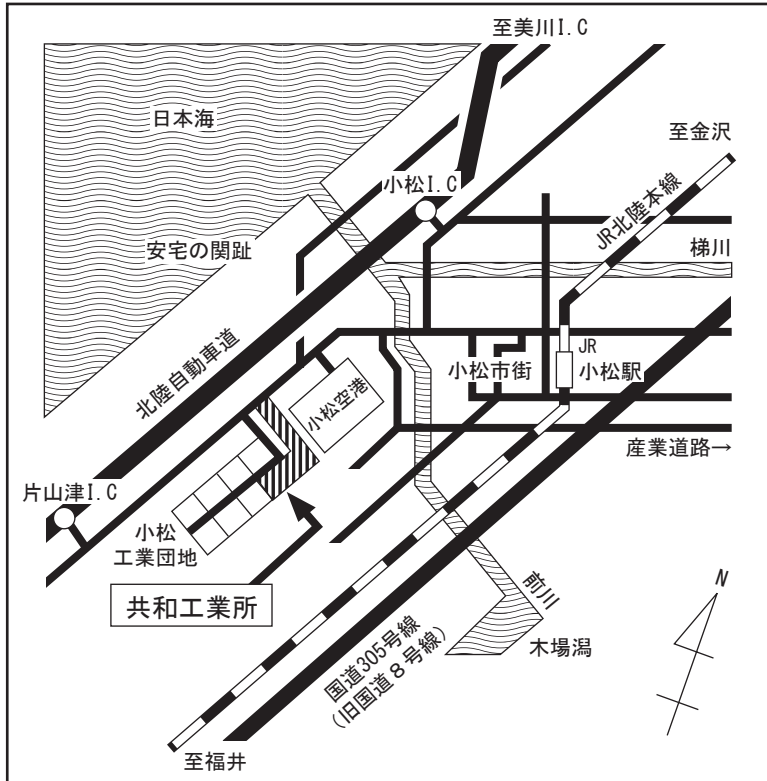 至美川I.C
日本海
至金沢
小松I.C
JR北陸本線
安宅の関趾
梯川
北陸自動車道
JR
小松市街
小松駅
小松空港
産業道路→
片山津I.C
小松
工業団地
共和工業所
前川
N
国道305号線
(旧国道8号線)
木場潟
至福井